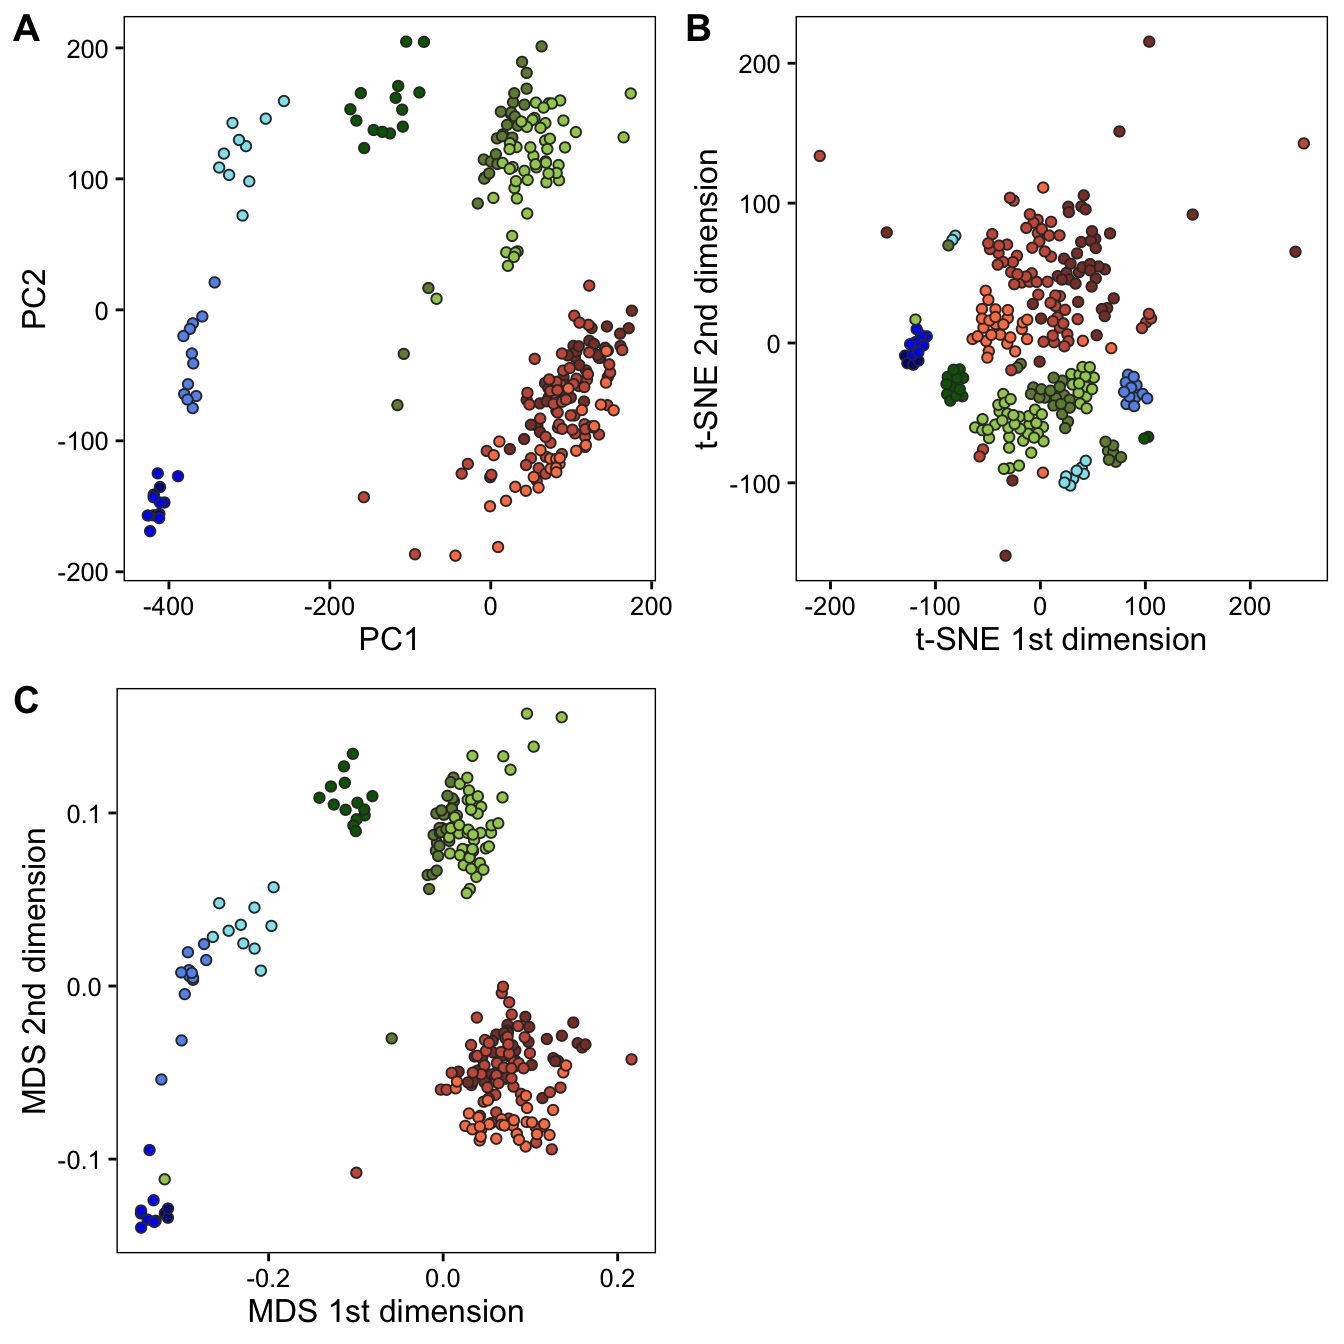 A
200
100
0
-100
-200
PC2
-400 -200 0 200
PC1
B
200
100
0
-100
t-SNE 2nd dimension
-200 -100 0 100 200
t-SNE 1st dimension
C
0.1
0.0
-0.1
MDS 2nd dimension
-0.2 0.0 0.2
MDS 1st dimension